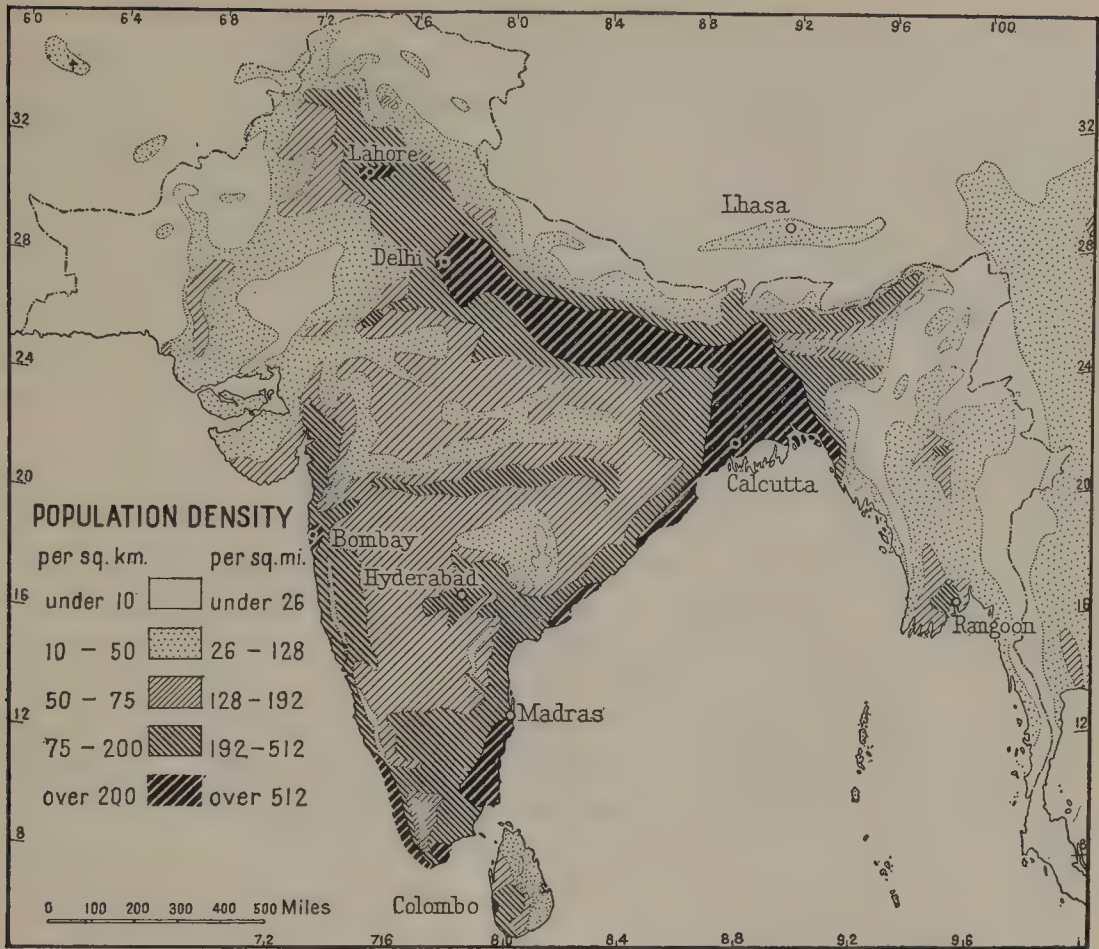 64 68 72 76 80 84 88 92 96 100
32 32
Lahore
Lhasa
28 28
Delhi
24 24
20 20
Calcutta
POPULATION DENSITY
per sq. km. per sq. mi.
Bombay
Hyderabad
under 10 under 26
16 16
Rangoon
10 – 50 26 – 128
50 – 75 128 – 192
12 Madras 12
75 – 200 192 – 512
over 200 over 512
8 8
Colombo
0 100 200 300 400 500 Miles
72 76 80 84 88 92 96